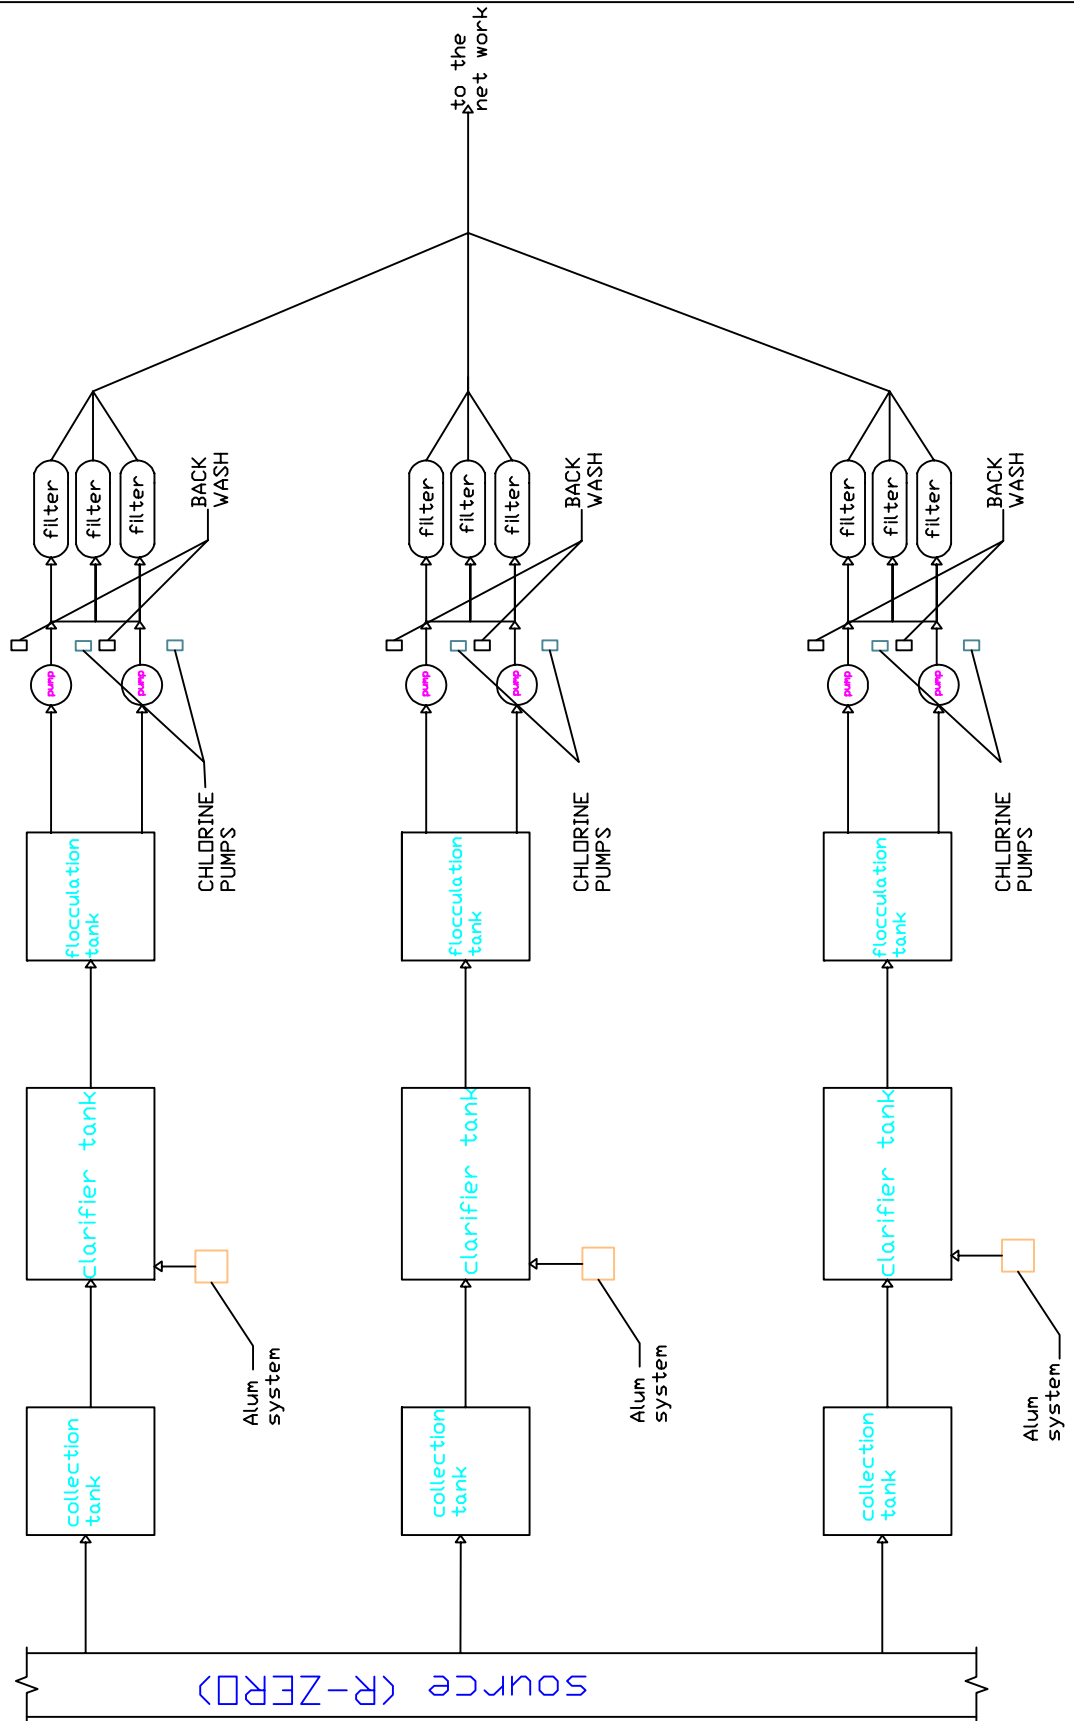 to the
net work
filter
filter
filter
BACK
WASH
pump
pump
CHLORINE
PUMPS
flocculation
tank
clarifier tank
Alum
system
collection
tank
filter
filter
filter
BACK
WASH
pump
pump
CHLORINE
PUMPS
flocculation
tank
clarifier tank
Alum
system
collection
tank
filter
filter
filter
BACK
WASH
pump
pump
CHLORINE
PUMPS
flocculation
tank
clarifier tank
Alum
system
collection
tank
source (R-ZERO)